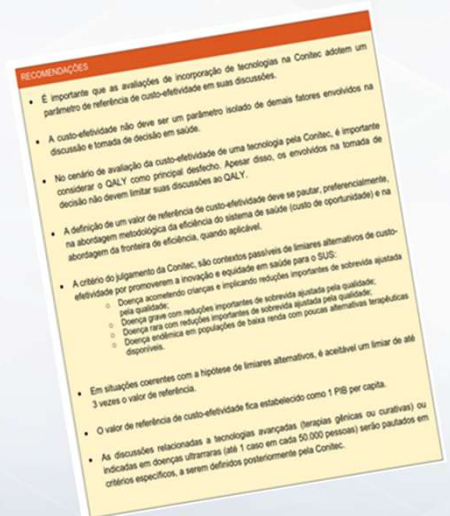 RECOMENDAÇÕES
• É importante que as avaliações de incorporação de tecnologias na Conitec adotem um
parâmetro de referência de custo-efetividade em suas discussões.
• A custo-efetividade não deve ser um parâmetro isolado de demais fatores envolvidos na
discussão e tomada de decisão em saúde.
• No cenário de avaliação da custo-efetividade de uma tecnologia pela Conitec, é importante
considerar o QALY como principal desfecho. Apesar disso, os envolvidos na tomada de
decisão não devem limitar suas discussões ao QALY.
• A definição de um valor de referência de custo-efetividade deve se pautar, preferencialmente,
na abordagem metodológica da eficiência do sistema de saúde (custo de oportunidade) e na
abordagem da fronteira de eficiência, quando aplicável.
• A critério do julgamento da Conitec, são contextos passíveis de limiares alternativos de custo-
efetividade por promoverem a inovação e equidade em saúde para o SUS:
○ Doença acometendo crianças e implicando reduções importantes de sobrevida ajustada
pela qualidade;
○ Doença grave com reduções importantes de sobrevida ajustada pela qualidade;
○ Doença rara com reduções importantes de sobrevida ajustada pela qualidade;
○ Doença endêmica em populações de baixa renda com poucas alternativas terapêuticas
disponíveis.
• Em situações coerentes com a hipótese de limiares alternativos, é aceitável um limiar de até
3 vezes o valor de referência.
• O valor de referência de custo-efetividade fica estabelecido como 1 PIB per capita.
• As discussões relacionadas a tecnologias avançadas (terapias gênicas ou curativas) ou
indicadas em doenças ultrarraras (até 1 caso em cada 50.000 pessoas) serão pautados em
critérios específicos, a serem definidos posteriormente pela Conitec.